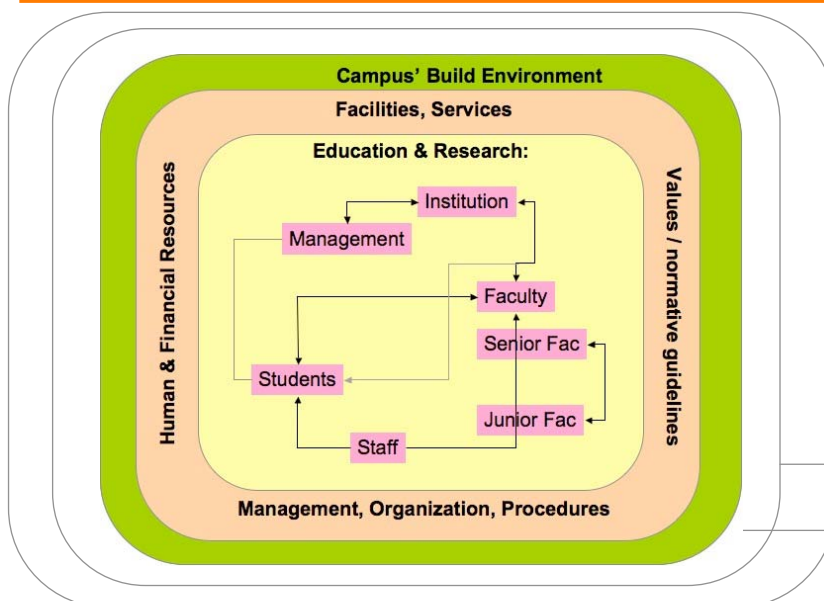 Campus’ Build Environment
Facilities, Services
Education & Research:
Human & Financial Resources
Values / normative guidelines
Institution
Management
Faculty
Senior Fac
Students
Junior Fac
Staff
Management, Organization, Procedures